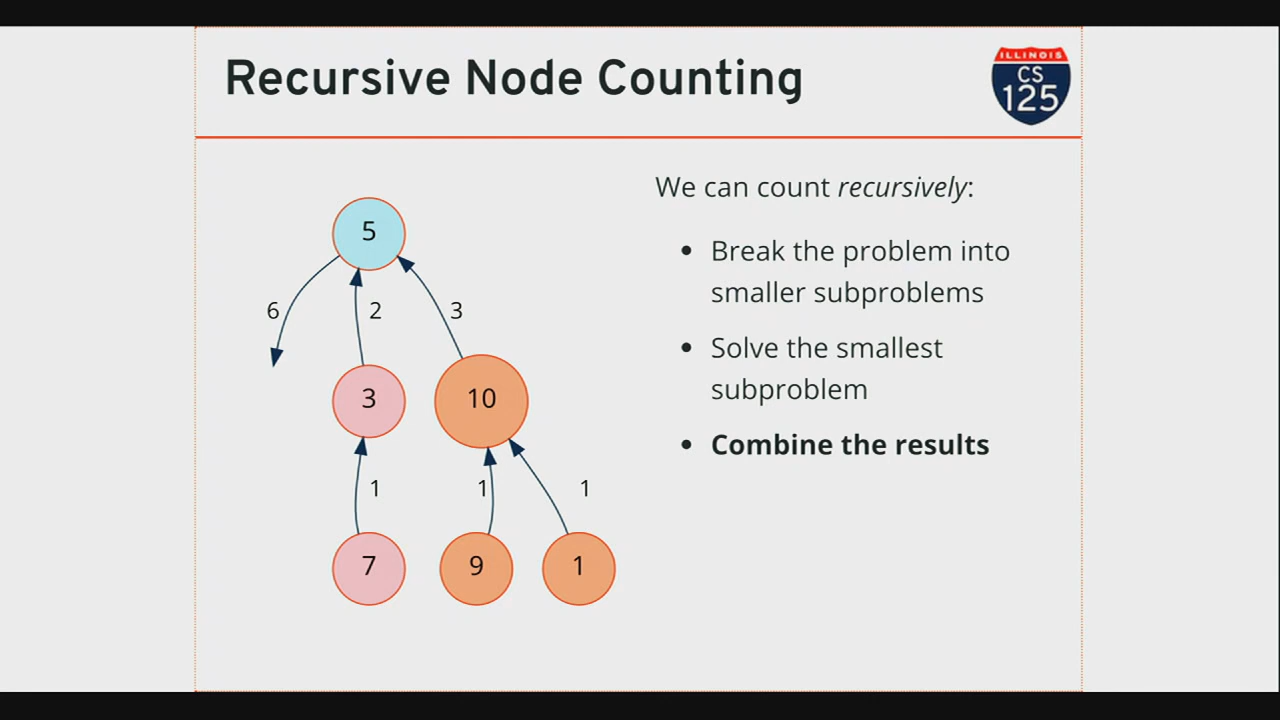 Recursive Node Counting
ILLINOIS
CS
125
We can count recursively:
• Break the problem into
smaller subproblems
• Solve the smallest
subproblem
• Combine the results
5
6 2 3
3 10
1 1 1
7 9 1